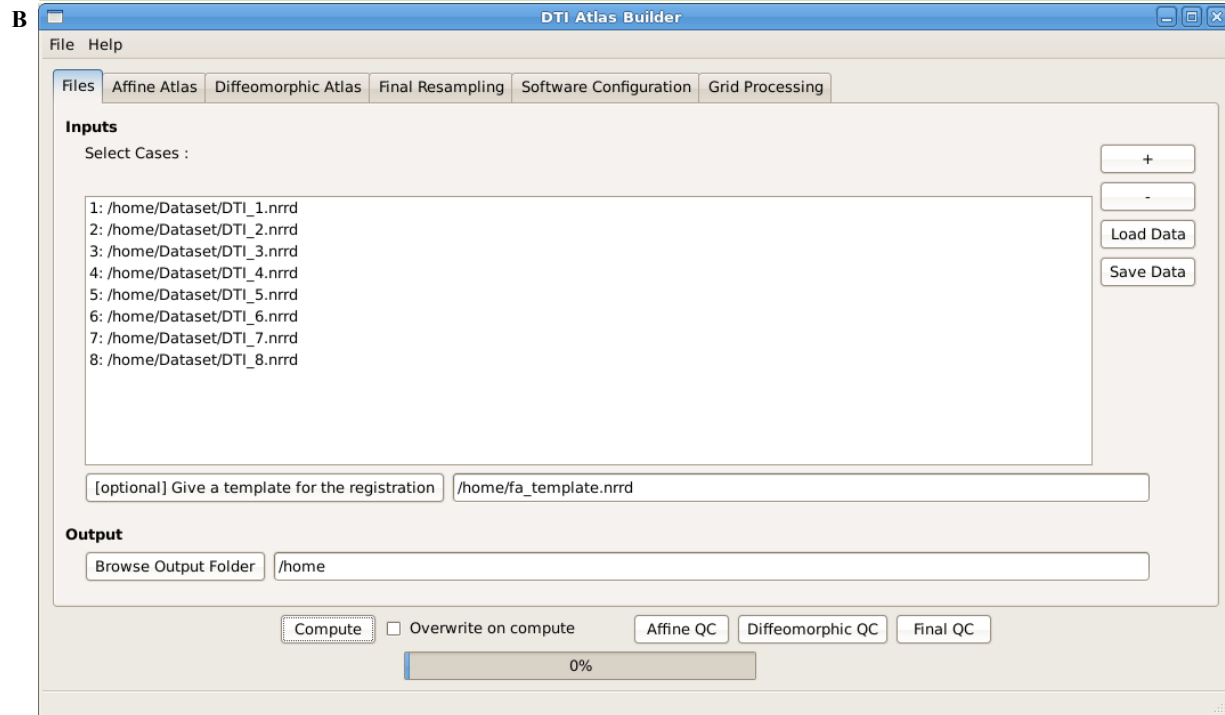 B
DTI Atlas Builder
File Help
Files Affine Atlas Diffeomorphic Atlas Final Resampling Software Configuration Grid Processing
Inputs
Select Cases :
+
-
Load Data
Save Data
1: /home/Dataset/DTI_1.nrrd
2: /home/Dataset/DTI_2.nrrd
3: /home/Dataset/DTI_3.nrrd
4: /home/Dataset/DTI_4.nrrd
5: /home/Dataset/DTI_5.nrrd
6: /home/Dataset/DTI_6.nrrd
7: /home/Dataset/DTI_7.nrrd
8: /home/Dataset/DTI_8.nrrd
[optional] Give a template for the registration /home/fa_template.nrrd
Output
Browse Output Folder /home
Compute Overwrite on compute Affine QC Diffeomorphic QC Final QC
0%